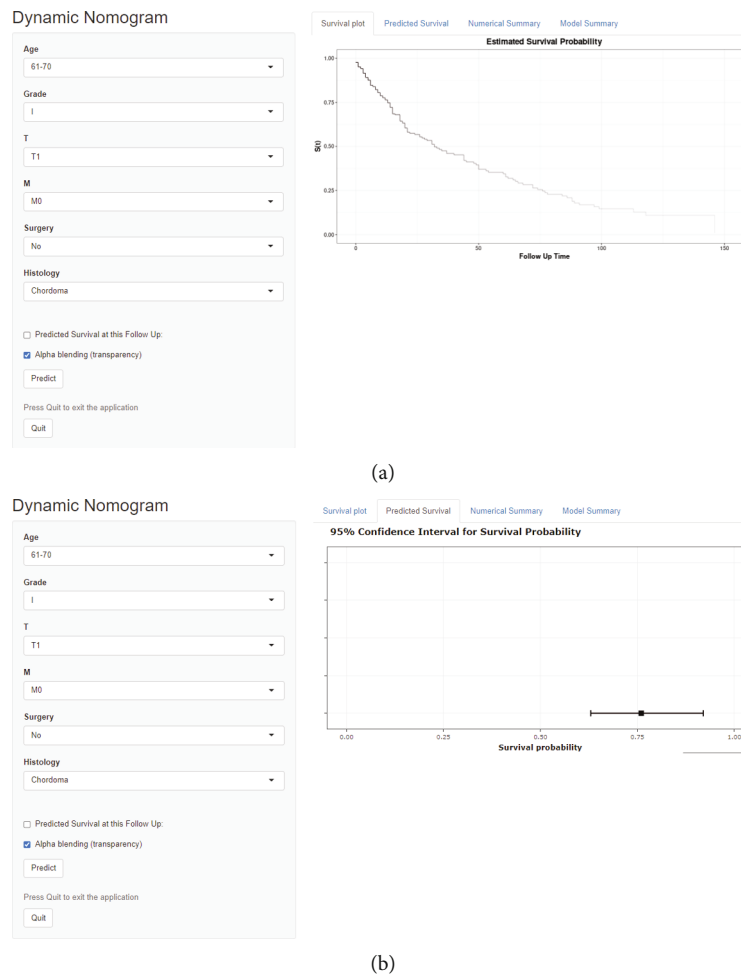 Dynamic Nomogram
Age
61-70
Grade
I
T
T1
M
M0
Surgery
No
Histology
Chordoma
Predicted Survival at this Follow Up:
Alpha blending (transparency)
Predict
Press Quit to exit the application
Quit
Survival plot Predicted Survival Numerical Summary Model Summary
Estimated Survival Probability
S(t)
1.00
0.75
0.50
0.25
0.00
0 50 100 150
Follow Up Time
(a)
Dynamic Nomogram
Age
61-70
Grade
I
T
T1
M
M0
Surgery
No
Histology
Chordoma
Predicted Survival at this Follow Up:
Alpha blending (transparency)
Predict
Press Quit to exit the application
Quit
Survival plot Predicted Survival Numerical Summary Model Summary
95% Confidence Interval for Survival Probability
0.00 0.25 0.50 0.75 1.00
Survival probability
(b)